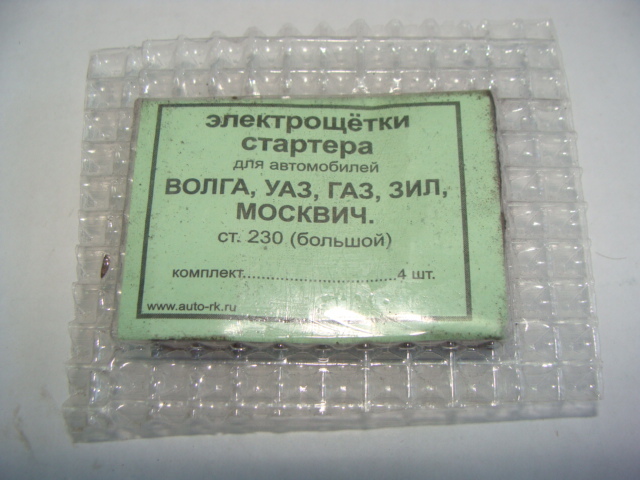 электрощётки
стартера
для автомобилей
ВОЛГА, УАЗ, ГАЗ, ЗИЛ,
МОСКВИЧ.
ст. 230 (большой)
комплект..............................4 шт.
www.auto-rk.ru